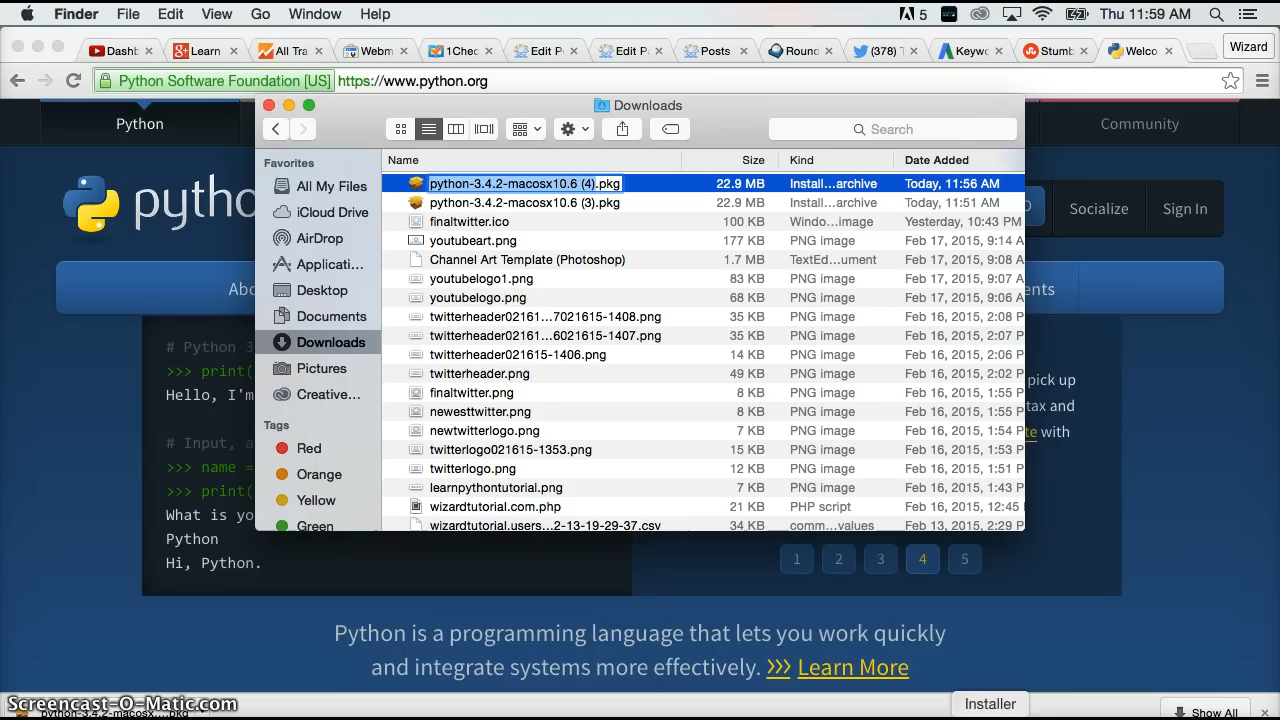 Finder File Edit View Go Window Help 5 Thu 11:59 AM
Dashb Learn All Tra Webm 1Chec Edit P Edit P Posts Round (378) T Keywo Stumb Welco Wizard
Python Software Foundation [US] https://www.python.org
Downloads
Python Community
Search
Favorites
All My Files
iCloud Drive
AirDrop
Applicati...
Desktop
Documents
Downloads
Pictures
Creative...
Tags
Red
Orange
Yellow
Green
Name Size Kind Date Added
python-3.4.2-macosx10.6 (4).pkg 22.9 MB Install...archive Today, 11:56 AM
python-3.4.2-macosx10.6 (3).pkg 22.9 MB Install...archive Today, 11:51 AM
finaltwitter.ico 100 KB Windo...image Yesterday, 10:43 PM
youtubeart.png 177 KB PNG image Feb 17, 2015, 9:14 A
Channel Art Template (Photoshop) 1.7 MB TextEd...ument Feb 17, 2015, 9:08 A
youtubelogo1.png 83 KB PNG image Feb 17, 2015, 9:07 A
youtubelogo.png 68 KB PNG image Feb 17, 2015, 9:06 A
twitterheader02161...7021615-1408.png 35 KB PNG image Feb 16, 2015, 2:08 P
twitterheader02161...6021615-1407.png 35 KB PNG image Feb 16, 2015, 2:07 P
twitterheader021615-1406.png 14 KB PNG image Feb 16, 2015, 2:06 P
twitterheader.png 49 KB PNG image Feb 16, 2015, 2:02 P
finaltwitter.png 8 KB PNG image Feb 16, 2015, 1:55 P
newesttwitter.png 8 KB PNG image Feb 16, 2015, 1:55 P
newtwitterlogo.png 7 KB PNG image Feb 16, 2015, 1:54 P
twitterlogo021615-1353.png 15 KB PNG image Feb 16, 2015, 1:53 P
twitterlogo.png 12 KB PNG image Feb 16, 2015, 1:51 P
learnpythontutorial.png 7 KB PNG image Feb 16, 2015, 1:43 P
wizardtutorial.com.php 21 KB PHP script Feb 16, 2015, 12:45
wizardtutorial.users...2-13-19-29-37.csv 34 KB comm...values Feb 13, 2015, 2:29 P
pytho O Socialize Sign In
Abo ents
# Python 3
>>> print(
Hello, I'm
# Input, a
>>> name =
>>> print(
What is yo
Python
Hi, Python.
pick up
tax and
te with
1 2 3 4 5
Python is a programming language that lets you work quickly
and integrate systems more effectively. >>> Learn More
Screencast-O-Matic.com
python-3.4.2-macosx....pkg Installer Show All